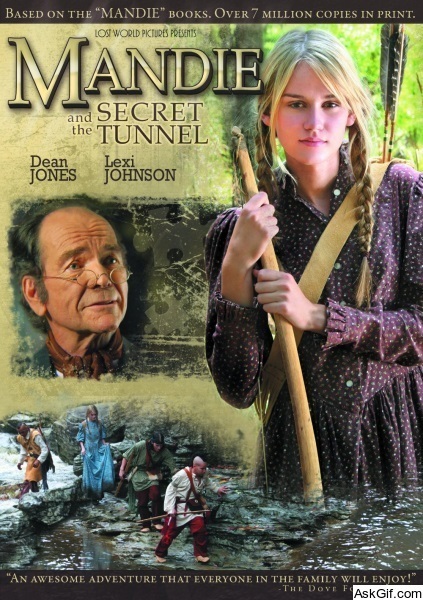 BASED ON THE "MANDIE" BOOKS. OVER 7 MILLION COPIES IN PRINT.
LOST WORLD PICTURES PRESENTS
MANDIE
and the SECRET
TUNNEL
Dean Lexi
JONES JOHNSON
"AN AWESOME ADVENTURE THAT EVERYONE IN THE FAMILY WILL ENJOY!"
-THE DOVE
AskGif.com